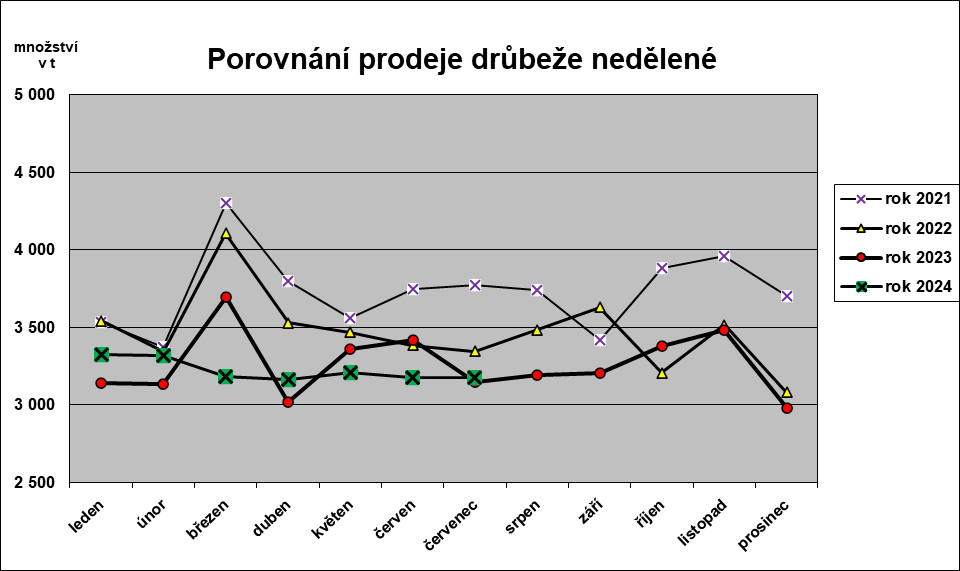 množství
v t
Porovnání prodeje drůbeže nedělené
5 000
4 500
4 000
3 500
3 000
2 500
leden
únor
březen
duben
květen
červen
červenec
srpen
září
říjen
listopad
prosinec
rok 2021
rok 2022
rok 2023
rok 2024